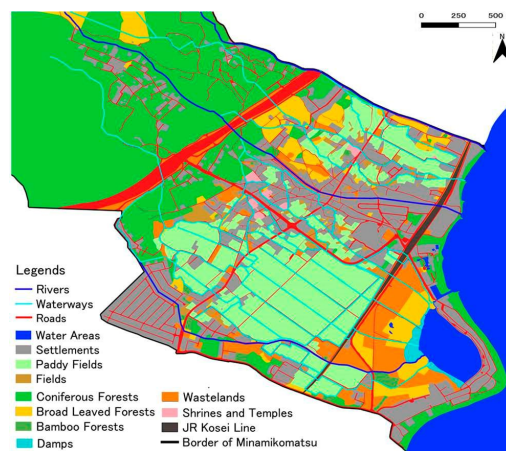 0 250 500
N
Legends
Rivers
Waterways
Roads
Water Areas
Settlements
Paddy Fields
Fields
Coniferous Forests
Broad Leaved Forests
Bamboo Forests
Damps
Wastelands
Shrines and Temples
JR Kosei Line
Border of Minamikomatsu